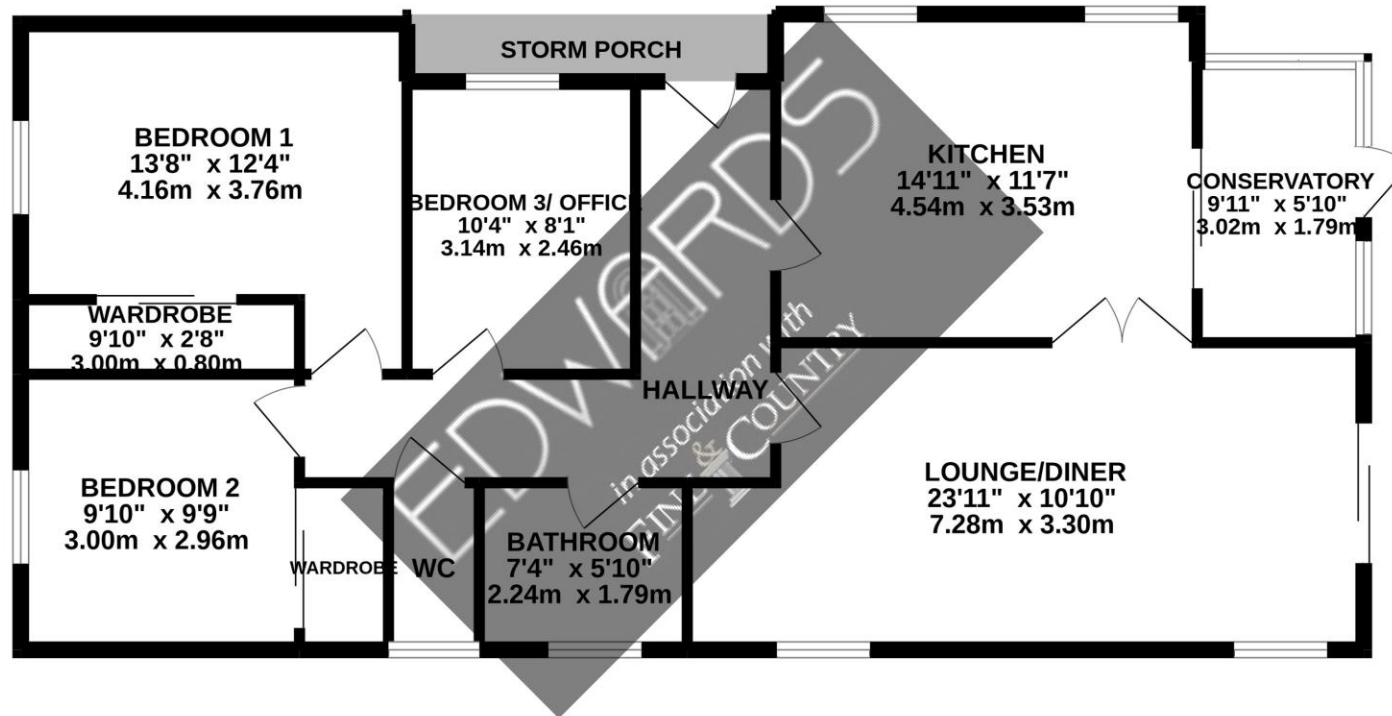 STORM PORCH
BEDROOM 1
13'8" x 12'4"
4.16m x 3.76m
BEDROOM 3/ OFFICE
10'4" x 8'1"
3.14m x 2.46m
KITCHEN
14'11" x 11'7"
4.54m x 3.53m
CONSERVATORY
9'11" x 5'10"
3.02m x 1.79m
WARDROBE
9'10" x 2'8"
3.00m x 0.80m
HALLWAY
BEDROOM 2
9'10" x 9'9"
3.00m x 2.96m
WARDROBE
WC
BATHROOM
7'4" x 5'10"
2.24m x 1.79m
LOUNGE/DINER
23'11" x 10'10"
7.28m x 3.30m
EDWARDS
in association with
FINE & COUNTRY